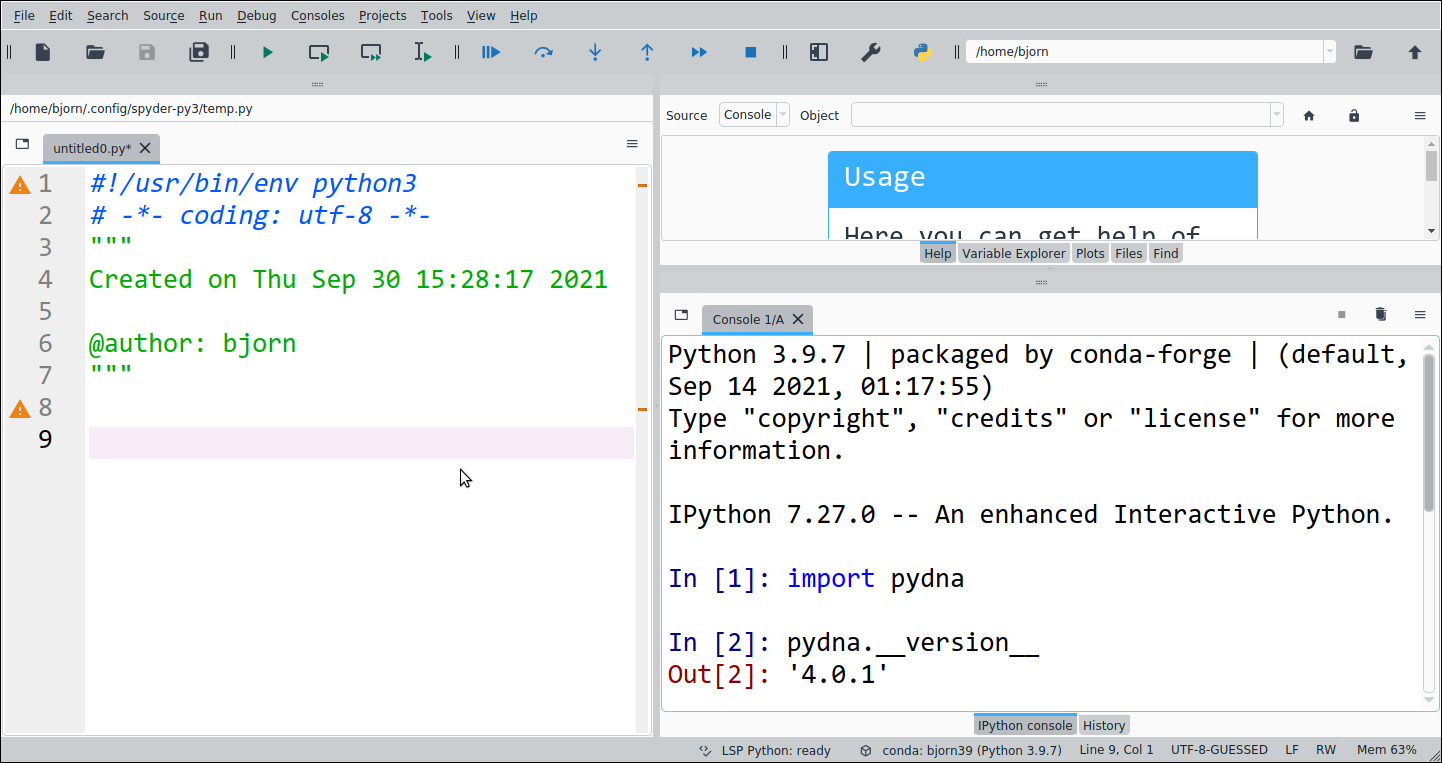 File Edit Search Source Run Debug Consoles Projects Tools View Help
/home/bjorn
/home/bjorn/.config/spyder-py3/temp.py
untitled0.py*
1 #!/usr/bin/env python3
2 # -*- coding: utf-8 -*-
3 """
4 Created on Thu Sep 30 15:28:17 2021
5
6 @author: bjorn
7 """
8
9
Source Console Object
Usage
Here you can get help of
Help Variable Explorer Plots Files Find
Console 1/A
Python 3.9.7 | packaged by conda-forge | (default,
Sep 14 2021, 01:17:55)
Type "copyright", "credits" or "license" for more
information.
IPython 7.27.0 -- An enhanced Interactive Python.
In [1]: import pydna
In [2]: pydna.__version__
Out[2]: '4.0.1'
IPython console History
LSP Python: ready conda: bjorn39 (Python 3.9.7) Line 9, Col 1 UTF-8-GUESSED LF RW Mem 63%